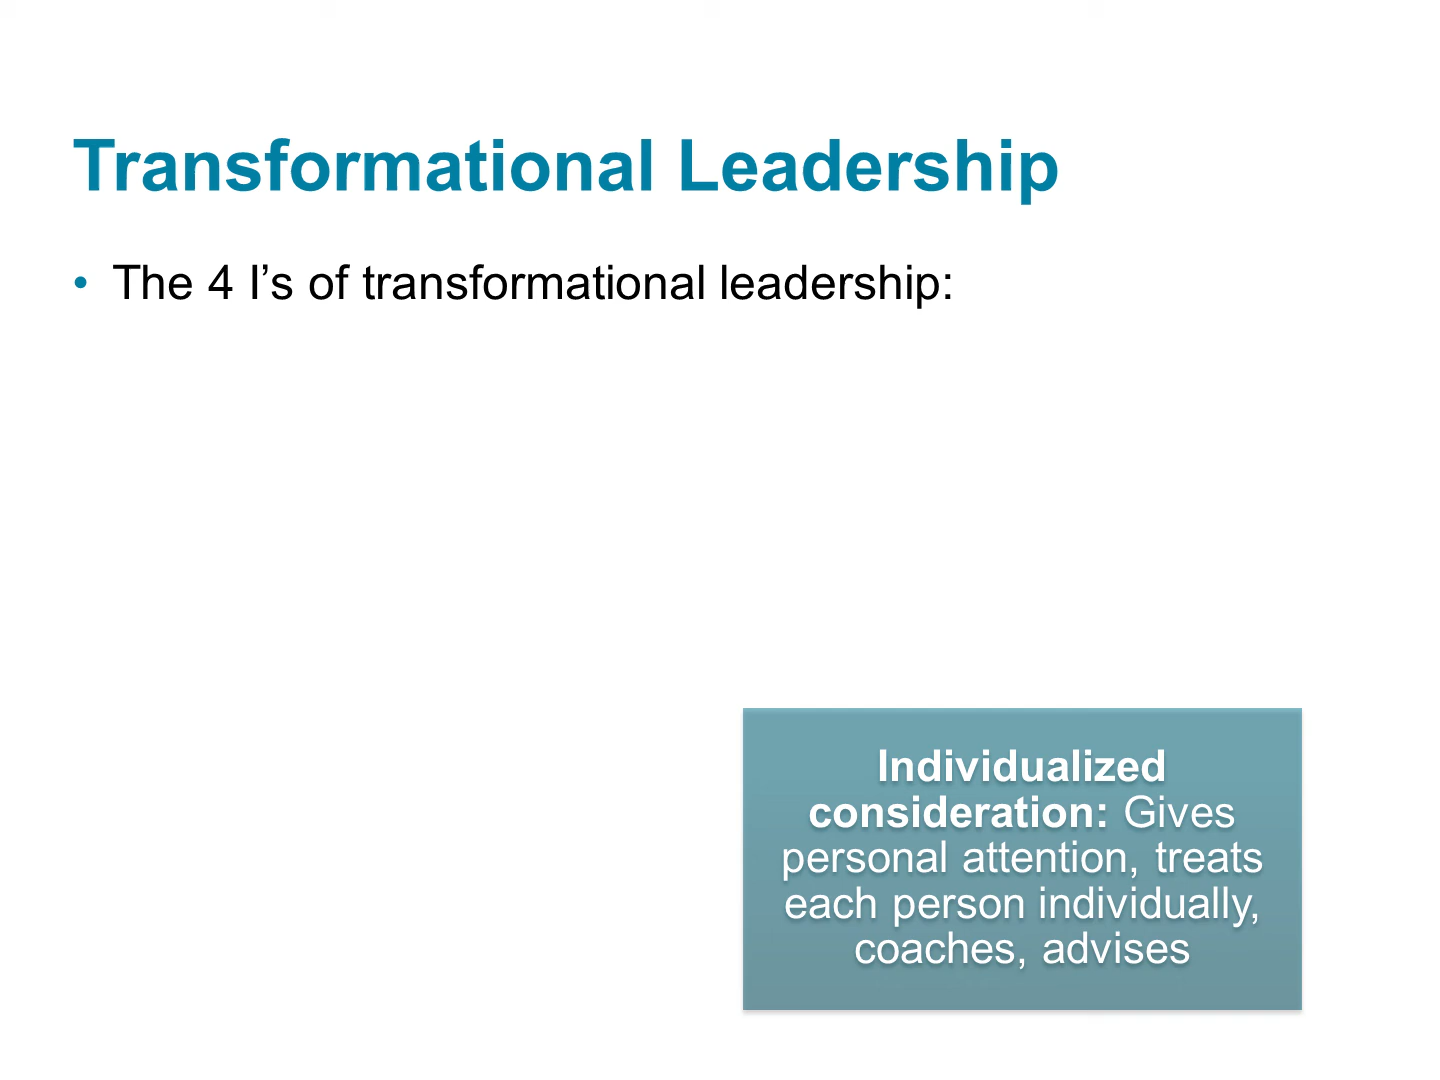 Transformational Leadership
• The 4 I’s of transformational leadership:
Individualized
consideration: Gives
personal attention, treats
each person individually,
coaches, advises